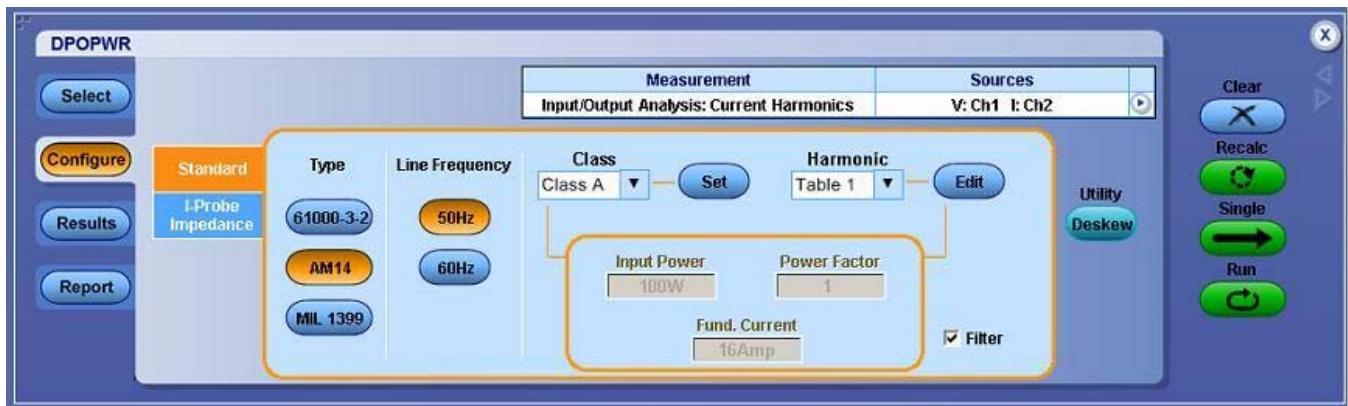 DPOPWR
X
Select
Configure
Results
Report
Measurement Sources
Input/Output Analysis: Current Harmonics V: Ch1 I: Ch2
Standard
I-Probe
Impedance
Type
61000-3-2
AM14
MIL 1399
Line Frequency
50Hz
60Hz
Class
Class A
Set
Harmonic
Table 1
Edit
Input Power
100W
Power Factor
1
Fund. Current
16Amp
Filter
Utility
Deskew
Clear
Recalc
Single
Run